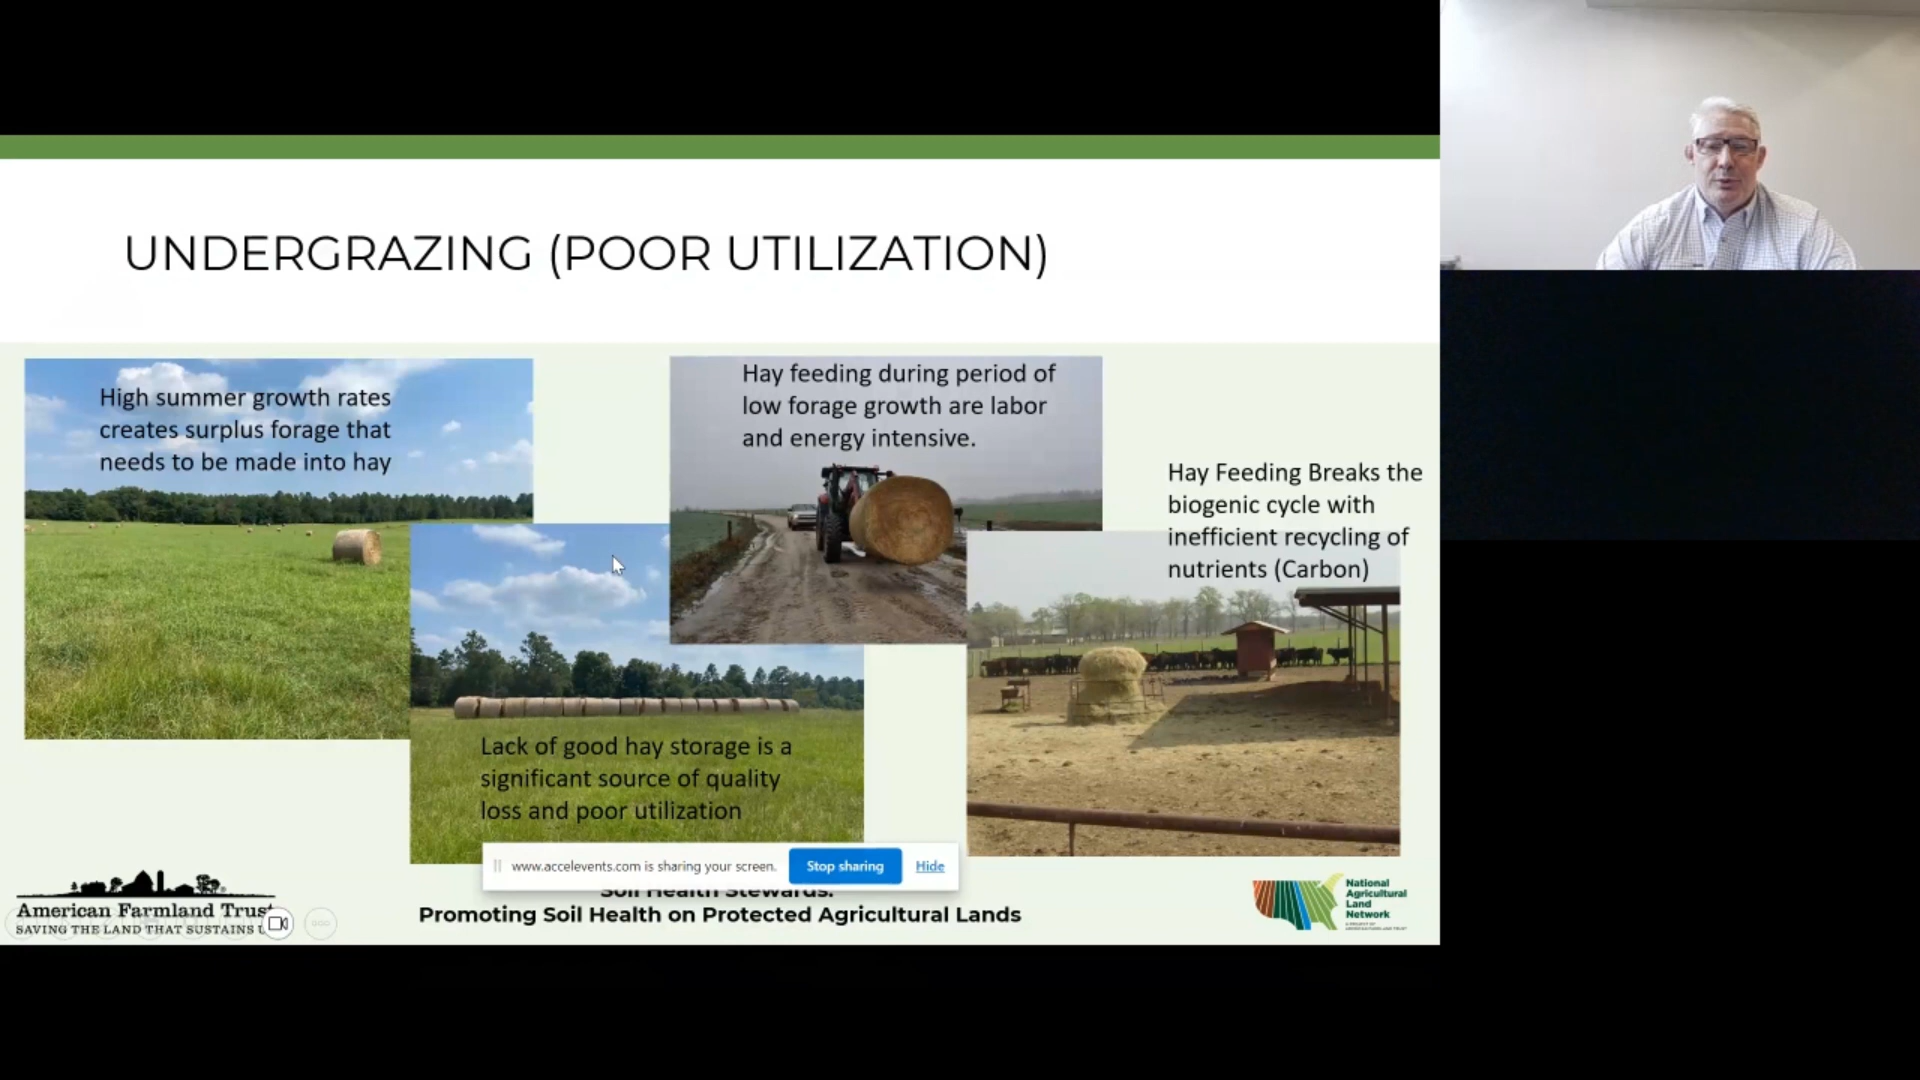 UNDERGRAZING (POOR UTILIZATION)
High summer growth rates
creates surplus forage that
needs to be made into hay
Hay feeding during period of
low forage growth are labor
and energy intensive.
Hay Feeding Breaks the
biogenic cycle with
inefficient recycling of
nutrients (Carbon)
Lack of good hay storage is a
significant source of quality
loss and poor utilization
www.accelevents.com is sharing your screen.
Stop sharing
Hide
Soil Health Stewards:
Promoting Soil Health on Protected Agricultural Lands
American Farmland Trust
SAVING THE LAND THAT SUSTAINS
National
Agricultural
Land
Network